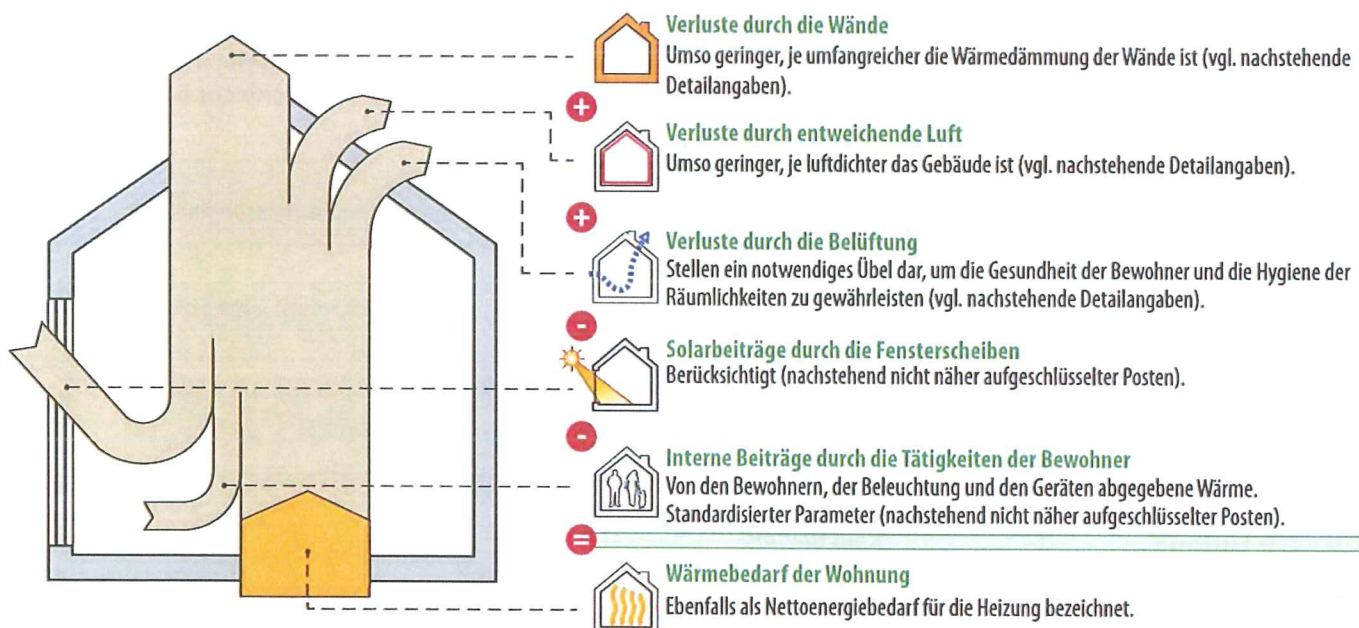 Verluste durch die Wände
Umso geringer, je umfangreicher die Wärmedämmung der Wände ist (vgl. nachstehende
Detailangaben).
+
Verluste durch entweichende Luft
Umso geringer, je luftdichter das Gebäude ist (vgl. nachstehende Detailangaben).
+
Verluste durch die Belüftung
Stellen ein notwendiges Übel dar, um die Gesundheit der Bewohner und die Hygiene der
Räumlichkeiten zu gewährleisten (vgl. nachstehende Detailangaben).
-
Solarbeiträge durch die Fensterscheiben
Berücksichtigt (nachstehend nicht näher aufgeschlüsselter Posten).
-
Interne Beiträge durch die Tätigkeiten der Bewohner
Von den Bewohnern, der Beleuchtung und den Geräten abgegebene Wärme.
Standardisierter Parameter (nachstehend nicht näher aufgeschlüsselter Posten).
=
Wärmebedarf der Wohnung
Ebenfalls als Nettoenergiebedarf für die Heizung bezeichnet.